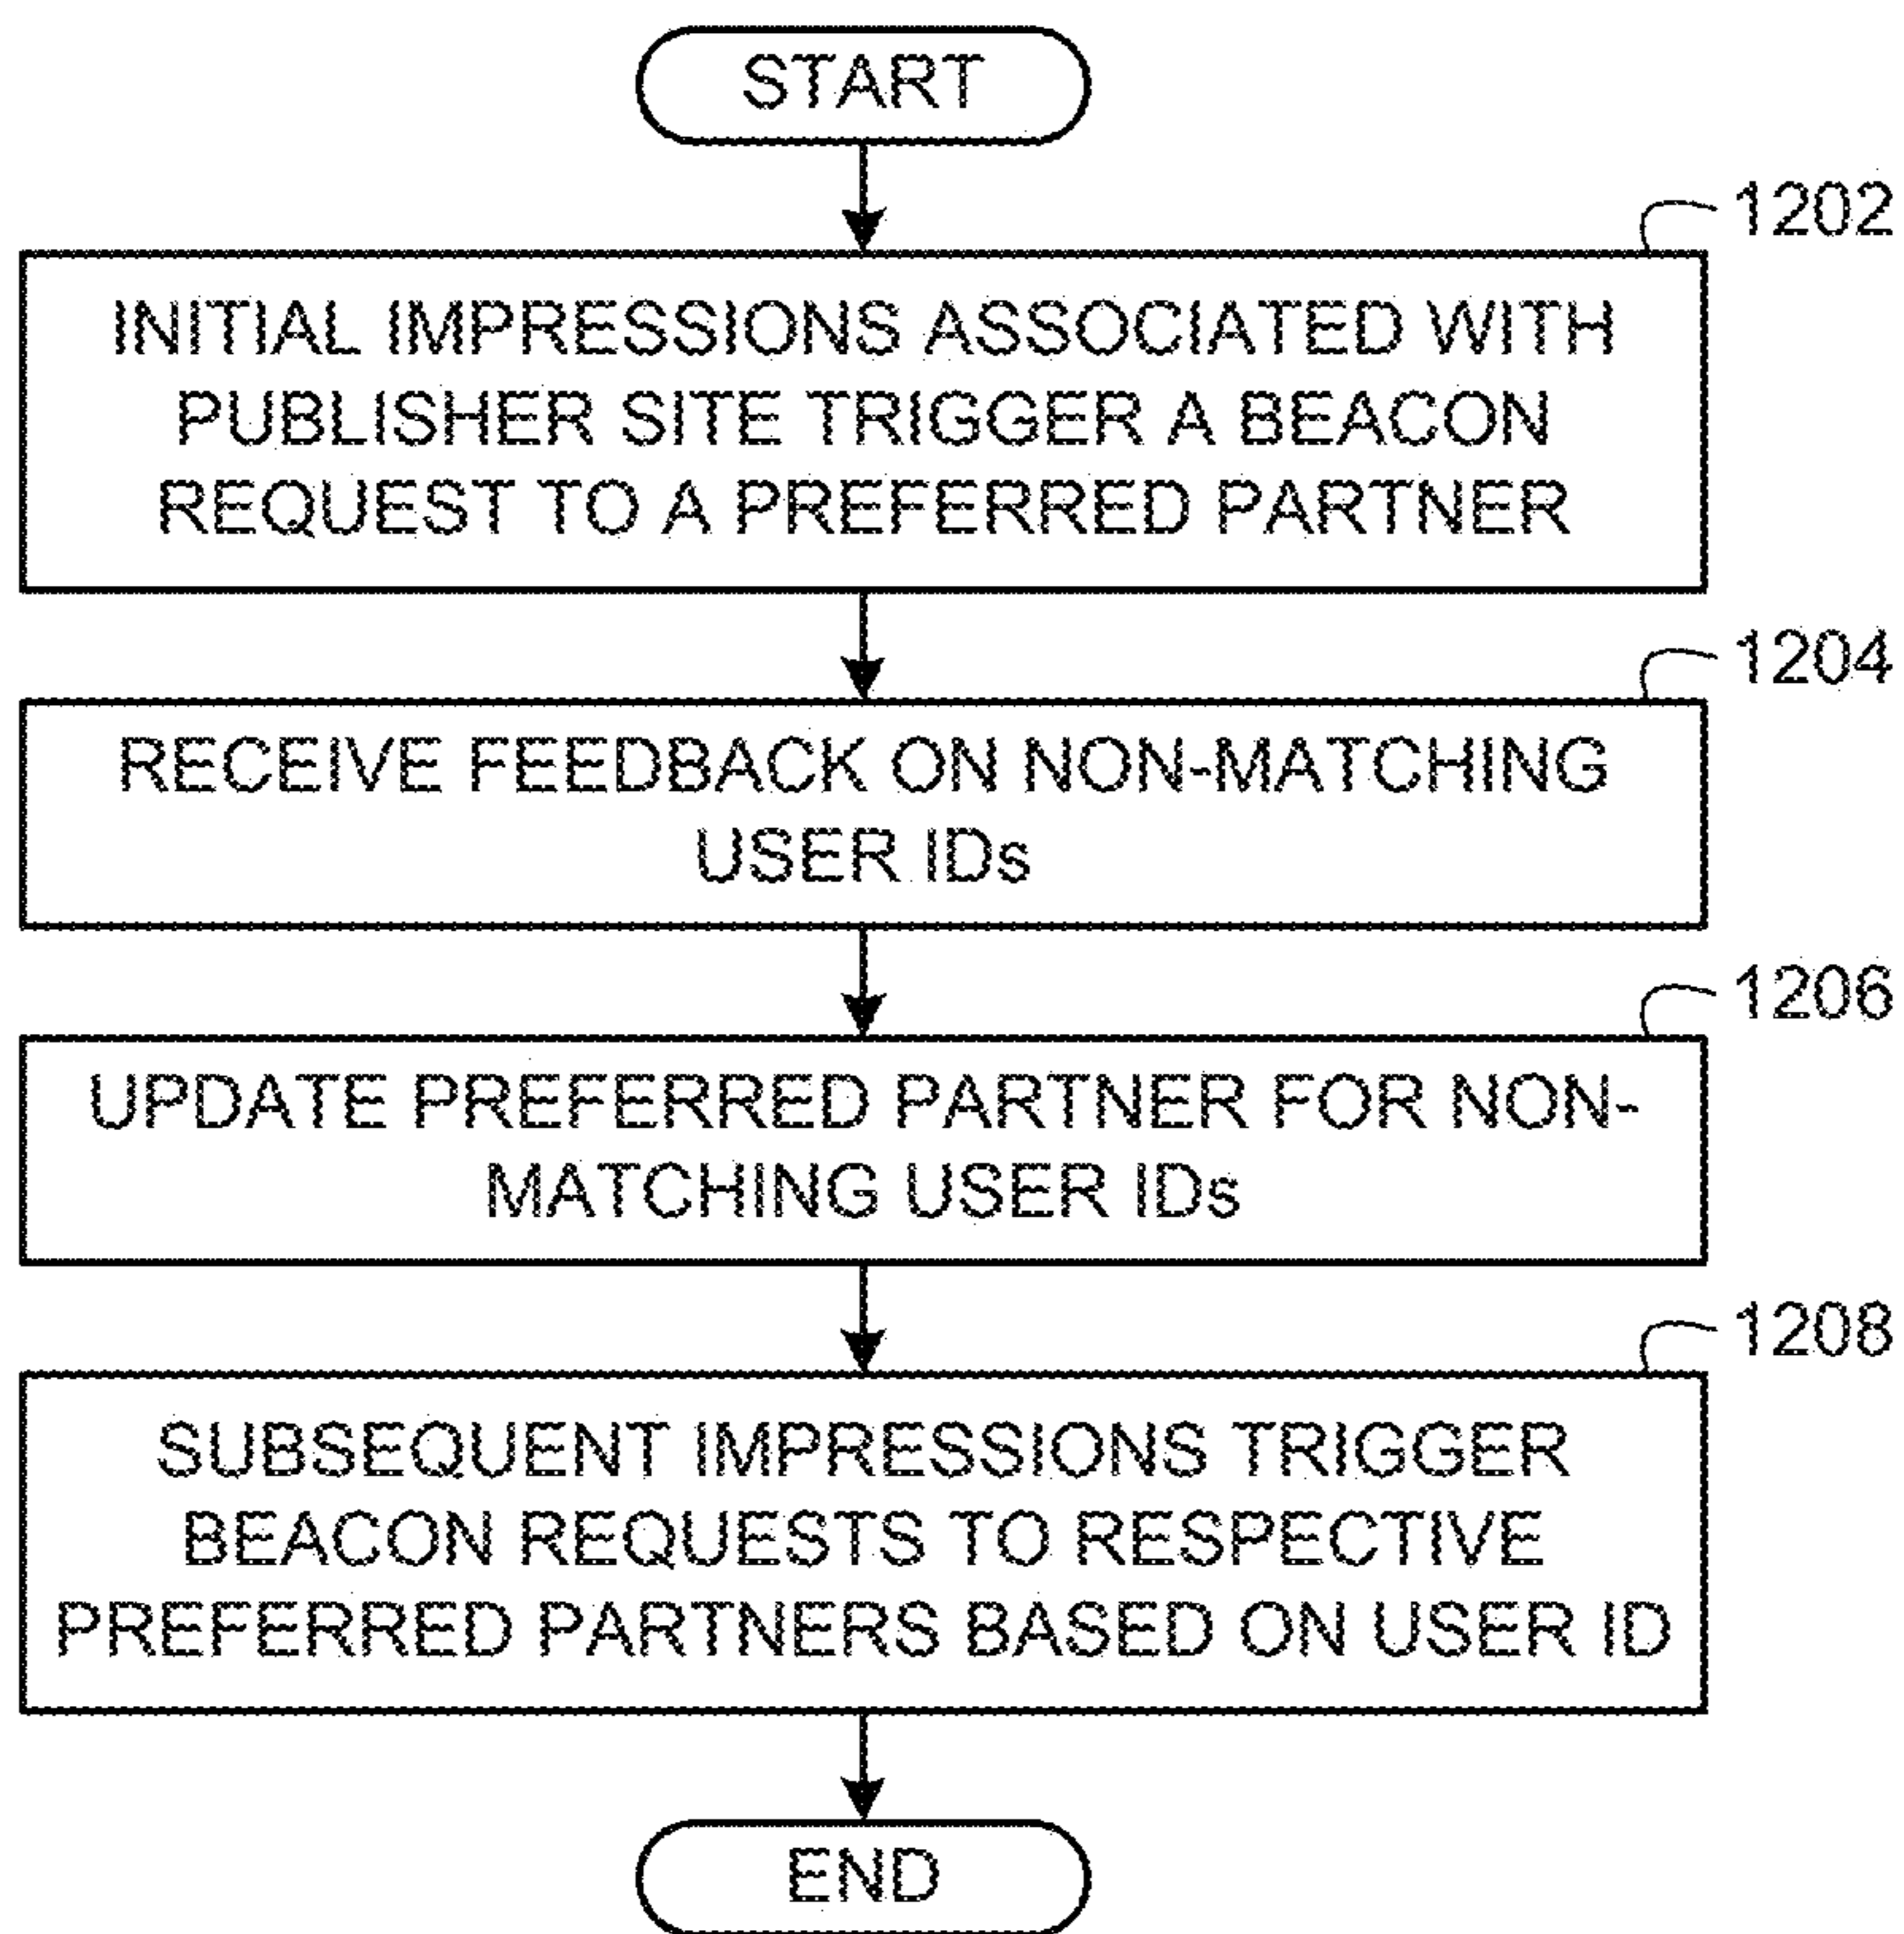 START
1202
INITIAL IMPRESSIONS ASSOCIATED WITH
PUBLISHER SITE TRIGGER A BEACON
REQUEST TO A PREFERRED PARTNER
1204
RECEIVE FEEDBACK ON NON-MATCHING
USER IDs
1206
UPDATE PREFERRED PARTNER FOR NON-
MATCHING USER IDs
1208
SUBSEQUENT IMPRESSIONS TRIGGER
BEACON REQUESTS TO RESPECTIVE
PREFERRED PARTNERS BASED ON USER ID
END